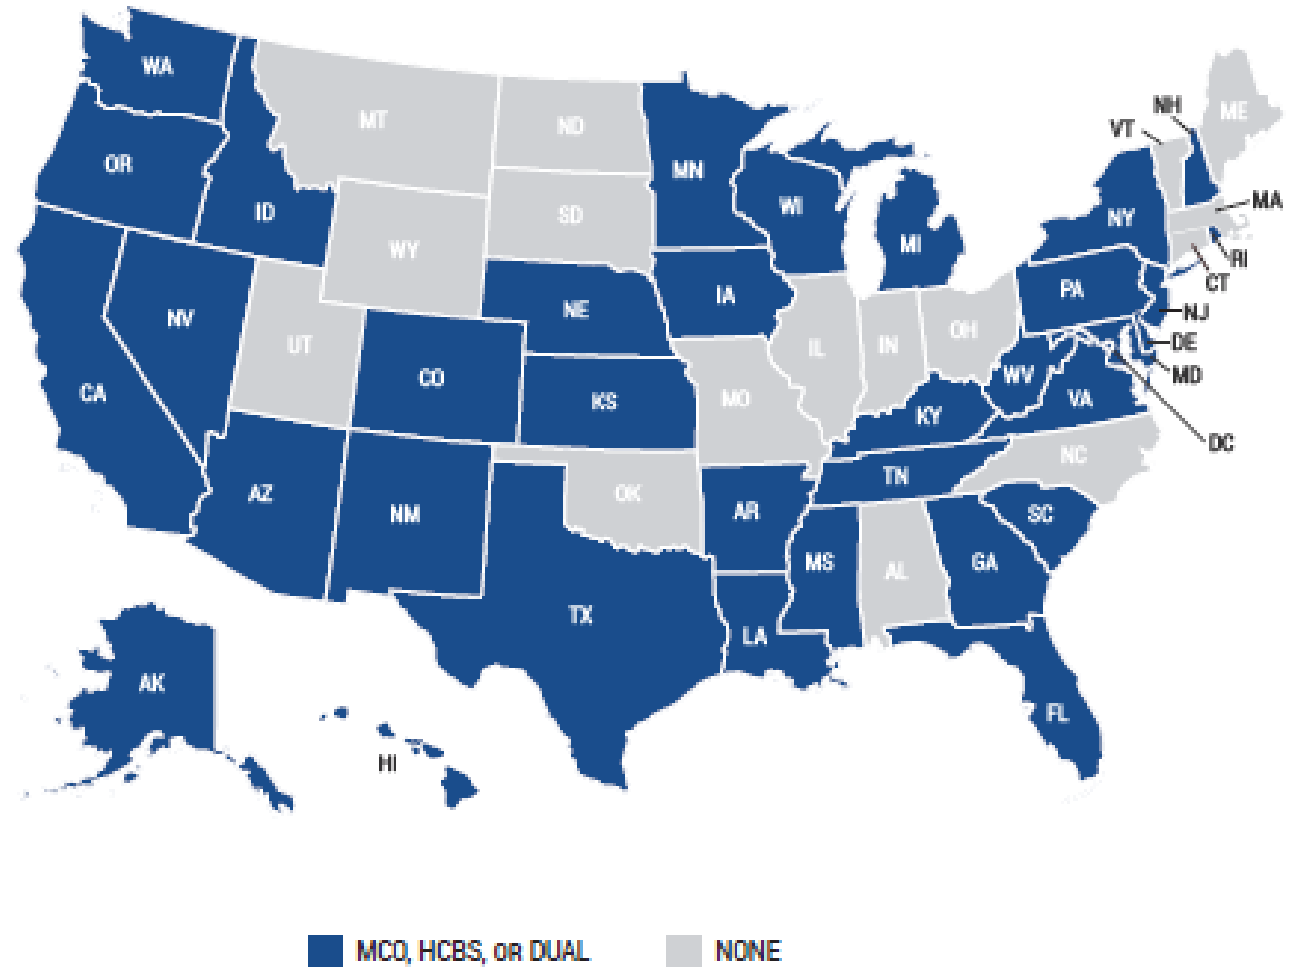 WA
MT
ND
MN
OR
ID
WY
SD
WI
MI
NY
VT
NH
ME
MA
RI
CT
NJ
DE
MD
DC
NV
UT
CO
NE
IA
IL
IN
OH
PA
WV
VA
CA
KS
MO
KY
NC
AZ
NM
OK
AR
TN
SC
TX
LA
MS
AL
GA
FL
AK
HI
MCO, HCBS, OR DUAL
NONE